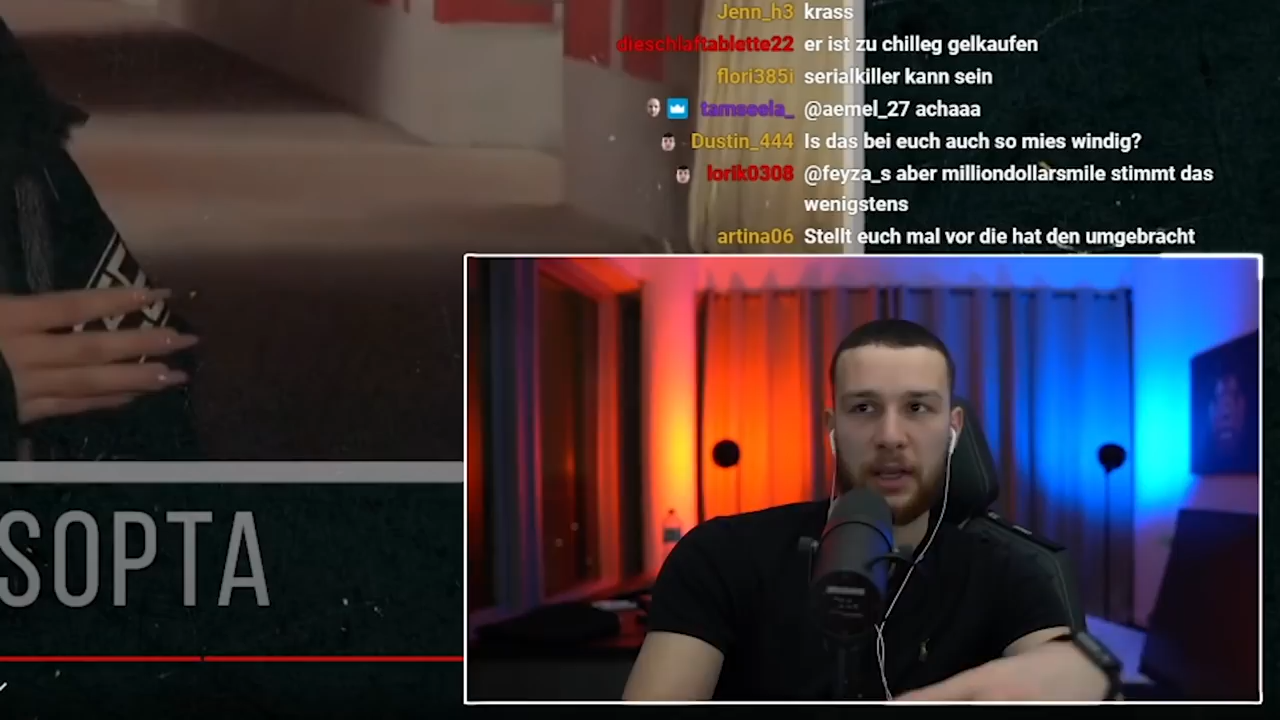 Jenn_h3 krass
dieschlaftablette22 er ist zu chilleg gelkaufen
flori385i serialkiller kann sein
tamseela_ @aemel_27 achaaa
Dustin_444 Is das bei euch auch so mies windig?
lorik0308 @feyza_s aber milliondollarsmile stimmt das
wenigstens
artina06 Stellt euch mal vor die hat den umgebracht
SOPTA